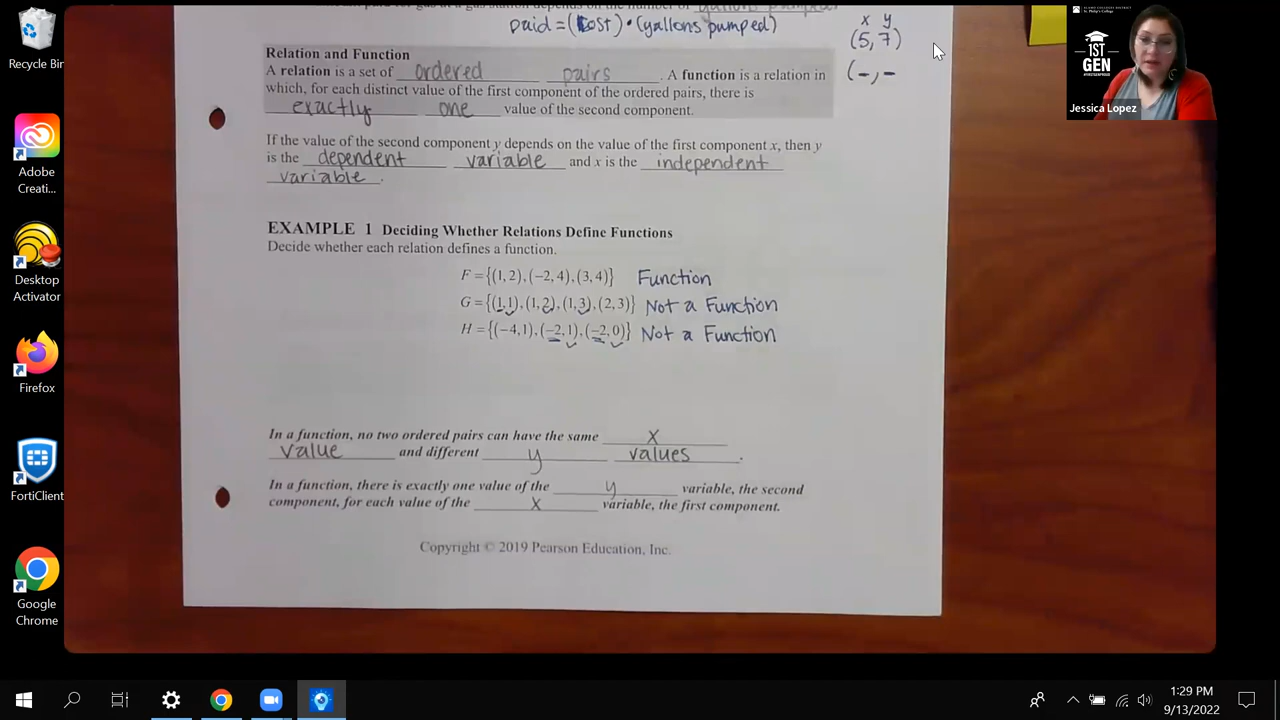 Recycle Bin
Adobe
Creati...
Desktop
Activator
Firefox
FortiClient
Google
Chrome
paid = (cost) • (gallons pumped)
x y
(5, 7)
(-, -
Relation and Function
A relation is a set of ordered pairs. A function is a relation in
which, for each distinct value of the first component of the ordered pairs, there is
exactly one value of the second component.
If the value of the second component y depends on the value of the first component x, then y
is the dependent variable and x is the independent
variable.
EXAMPLE 1 Deciding Whether Relations Define Functions
Decide whether each relation defines a function.
F = {(1, 2), (−2, 4), (3, 4)} Function
G = {(1,1), (1, 2), (1, 3), (2, 3)} Not a Function
H = {(−4,1), (−2,1), (−2, 0)} Not a Function
In a function, no two ordered pairs can have the same x
value and different y values.
In a function, there is exactly one value of the y variable, the second
component, for each value of the x variable, the first component.
Copyright © 2019 Pearson Education, Inc.
1ST
GEN
Jessica Lopez
1:29 PM
9/13/2022